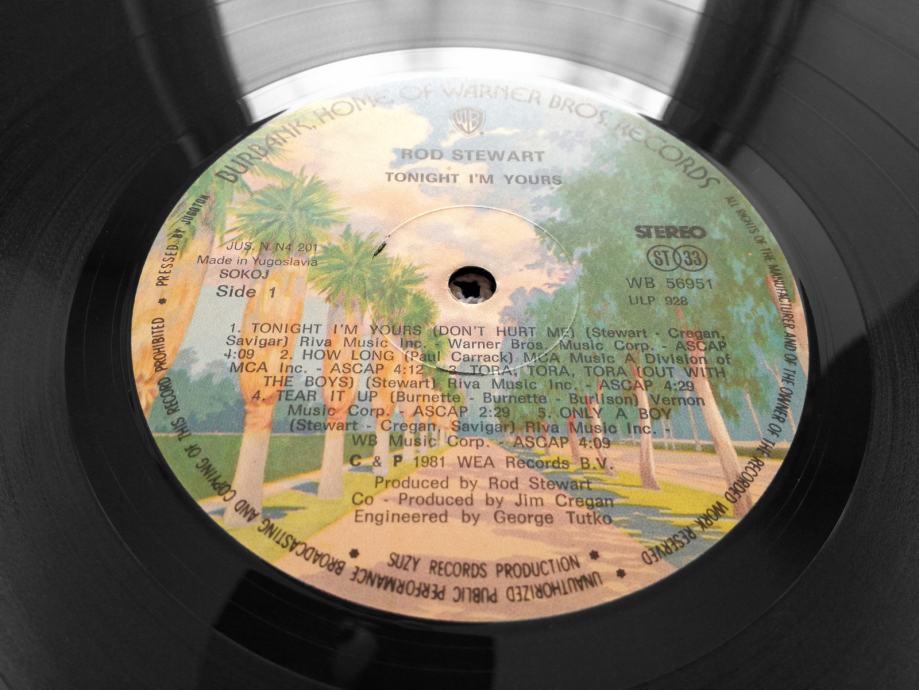 BURBANK, HOME OF WARNER BROS. RECORDS
WB
ROD STEWART
TONIGHT I'M YOURS
JUS. N. N4 201
Made in Yugoslavia
SOKOJ
Side 1
STEREO
ST 33
WB 56951
ULP 928
1. TONIGHT I'M YOURS (DON'T HURT ME) (Stewart - Cregan,
Savigar) Riva Music Inc. - Warner Bros. Music Corp. - ASCAP
4:09 2. HOW LONG (Paul Carrack) MCA Music A Division of
MCA Inc. - ASCAP 4:12 3. TORA, TORA, TORA (OUT WITH
THE BOYS) (Stewart) Riva Music Inc. - ASCAP 4:29
4. TEAR IT UP (Burnette - Burnette - Burlison) Vernon
Music Corp. - ASCAP 2:29 5. ONLY A BOY
(Stewart - Cregan, Savigar) Riva Music Inc. -
WB Music Corp. - ASCAP 4:09
C & P 1981 WEA Records B.V.
Produced by Rod Stewart
Co - Produced by Jim Cregan
Engineered by George Tutko
SUZY RECORDS PRODUCTION
ALL RIGHTS OF THE MANUFACTURER AND OF THE OWNER OF THE RECORDED WORK RESERVED * UNAUTHORIZED PUBLIC PERFORMANCE BROADCASTING AND COPYING OF THIS RECORD PROHIBITED * PRESSED BY JUGOTON